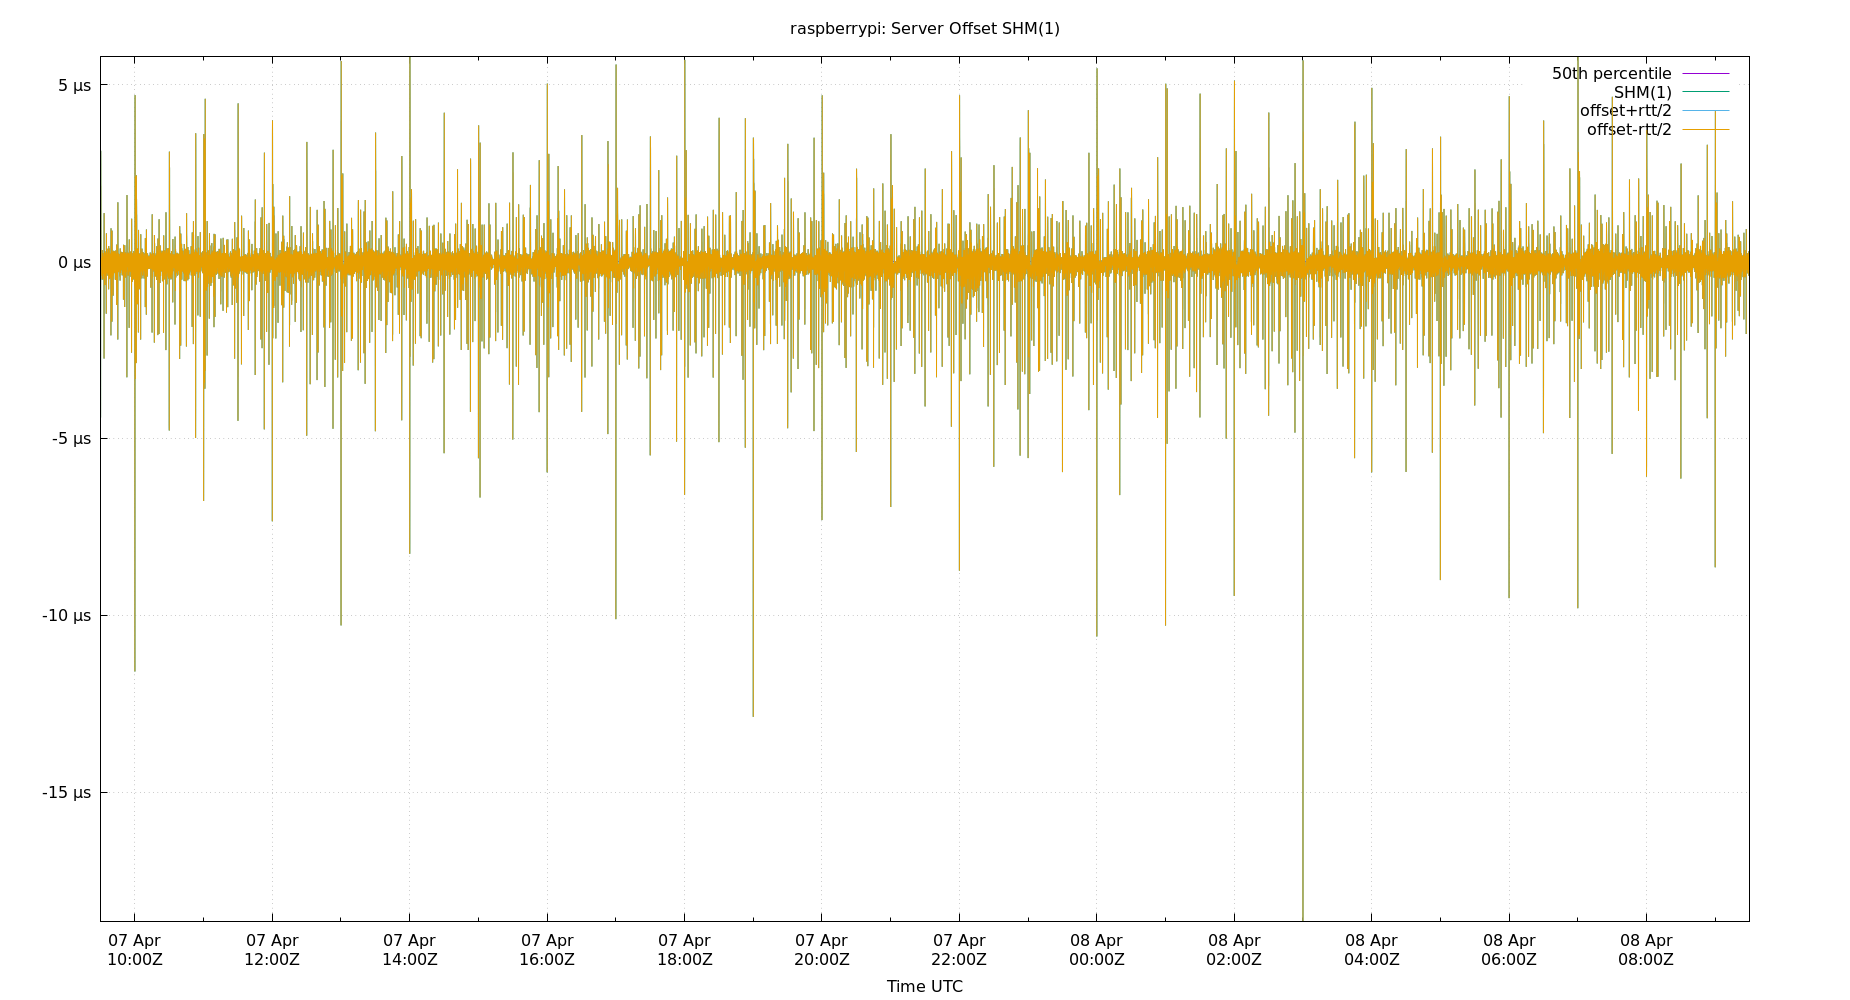 raspberrypi: Server Offset SHM(1)
50th percentile
SHM(1)
offset+rtt/2
offset-rtt/2
5 µs
0 µs
-5 µs
-10 µs
-15 µs
07 Apr 07 Apr 07 Apr 07 Apr 07 Apr 07 Apr 07 Apr 08 Apr 08 Apr 08 Apr 08 Apr 08 Apr
10:00Z 12:00Z 14:00Z 16:00Z 18:00Z 20:00Z 22:00Z 00:00Z 02:00Z 04:00Z 06:00Z 08:00Z
Time UTC